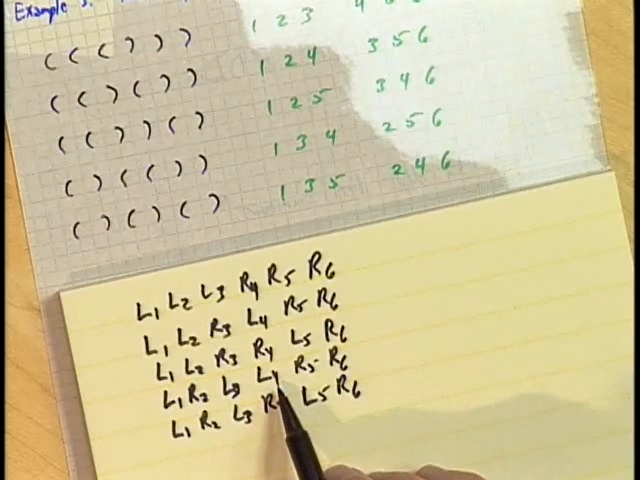 Example 3.
( ( ( ) ) ) 1 2 3
( ( ) ( ) ) 1 2 4 3 5 6
( ( ) ) ( ) 1 2 5 3 4 6
( ) ( ( ) ) 1 3 4 2 5 6
( ) ( ) ( ) 1 3 5 2 4 6
L1 L2 L3 R4 R5 R6
L1 L2 R3 L4 R5 R6
L1 L2 R3 R4 L5 R6
L1 R2 L3 L4 R5 R6
L1 R2 L3 R L5 R6